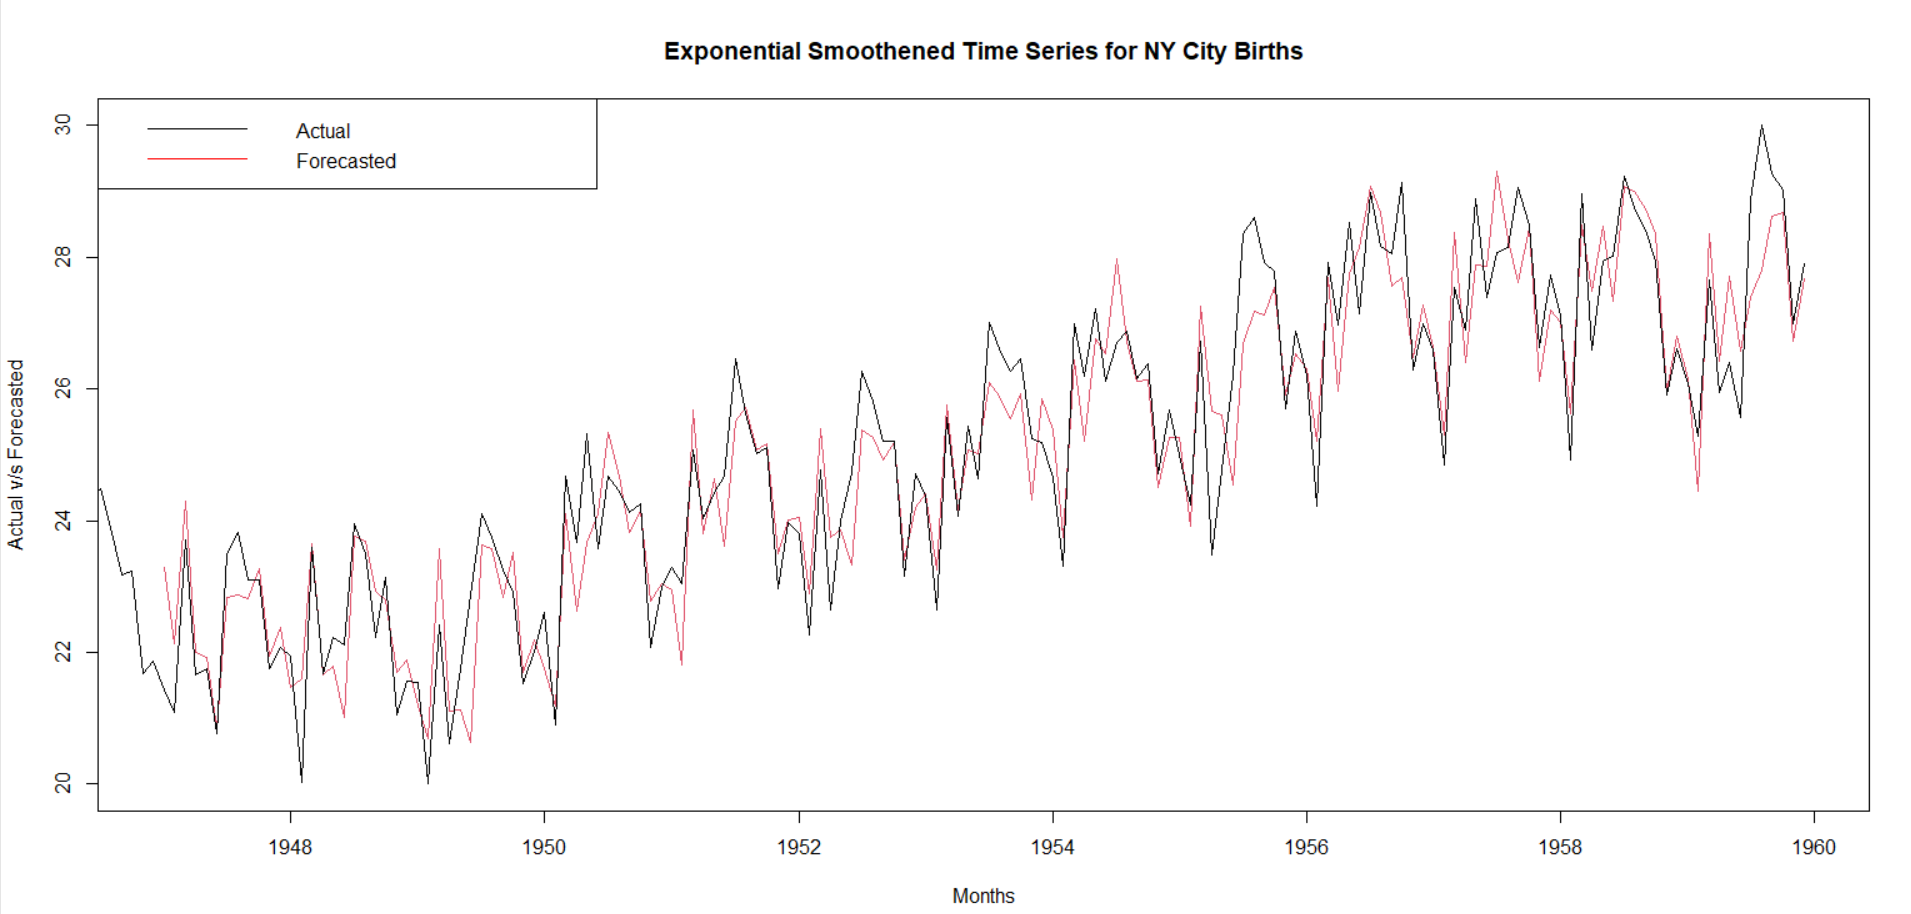 Exponential Smoothened Time Series for NY City Births
Actual
Forecasted
30
28
26
24
22
20
Actual v/s Forecasted
1948 1950 1952 1954 1956 1958 1960
Months